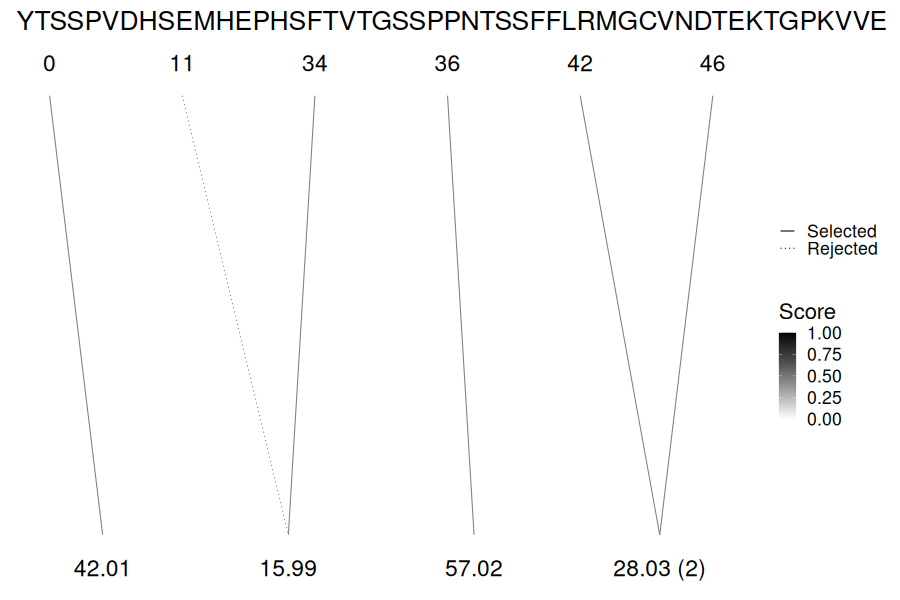 YTSSPVDHSEMHEPHSFTVTGSSPPNTSSFFLRMGCVNDTEKTGPKVVE
0 11 34 36 42 46
Selected
Rejected
Score
1.00
0.75
0.50
0.25
0.00
42.01 15.99 57.02 28.03 (2)